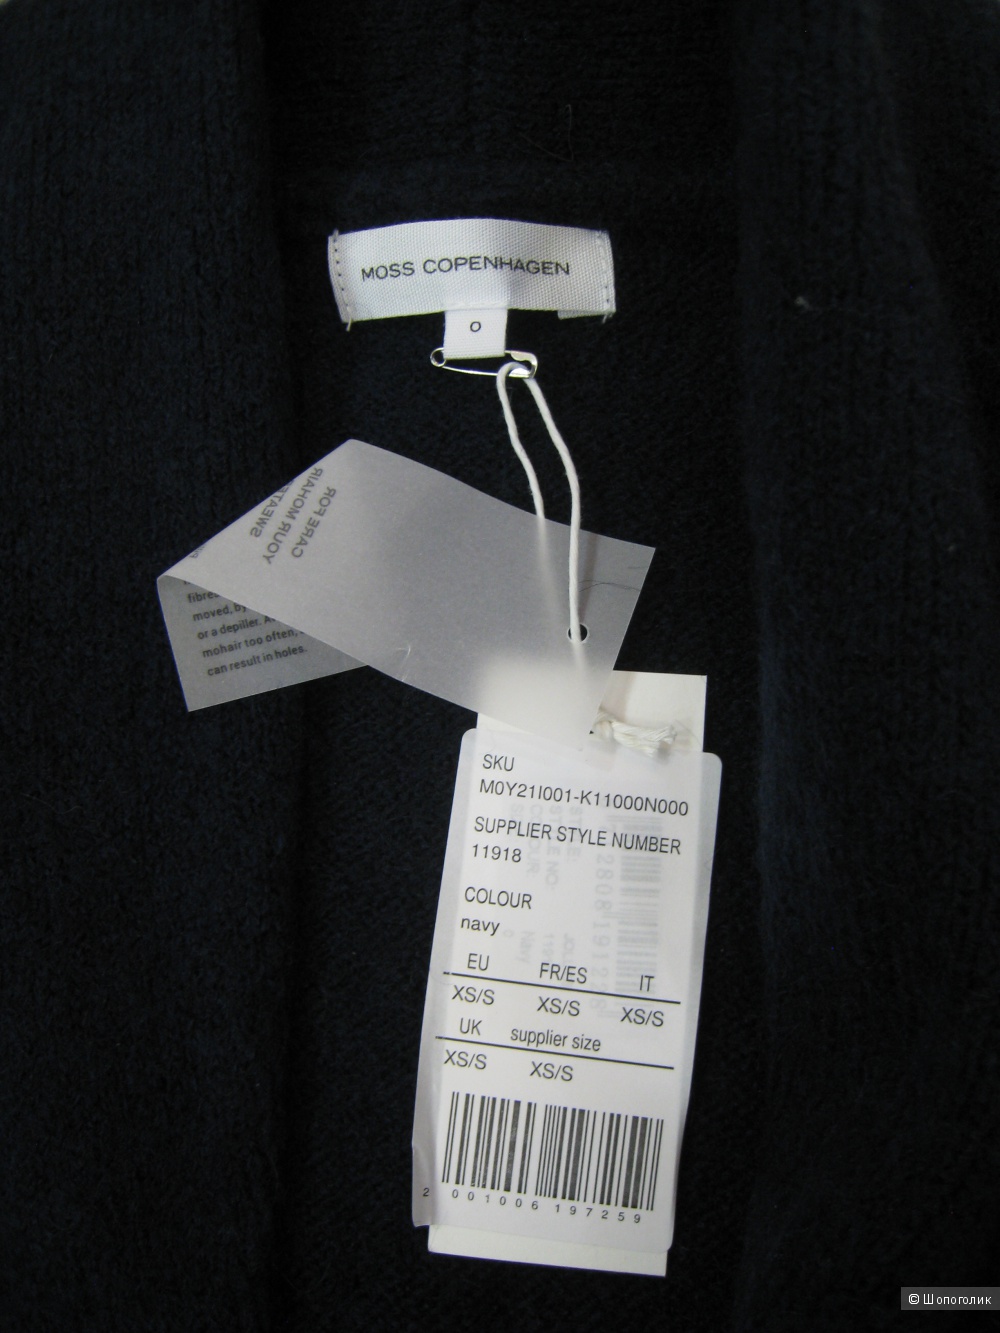 MOSS COPENHAGEN
0
CARE FOR
YOUR MOHAIR
moved, by
or a depiller.
mohair too often,
can result in holes.
SKU
M0Y21I001-K11000N000
SUPPLIER STYLE NUMBER
11918
COLOUR
navy
EU FR/ES IT
XS/S XS/S XS/S
UK supplier size
XS/S XS/S
2 001006 197259
© Шопоголик